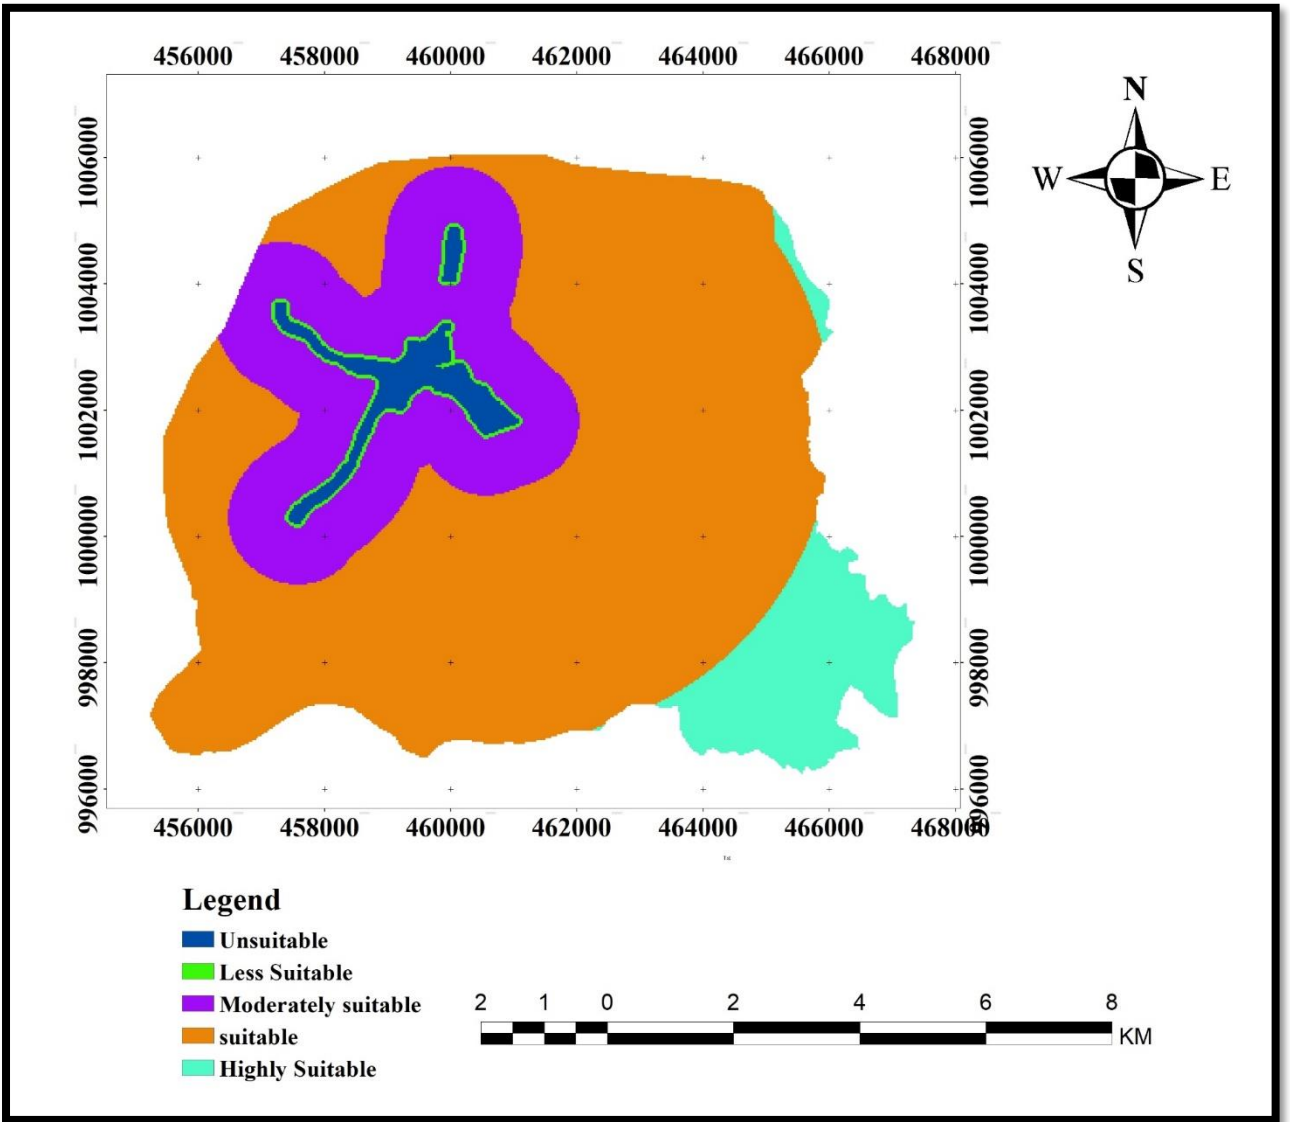 456000 458000 460000 462000 464000 466000 468000
N
W E
S
1006000 1006000
1004000 1004000
1002000 1002000
1000000 1000000
998000 998000
996000 996000
456000 458000 460000 462000 464000 466000 468000
Legend
Unsuitable
Less Suitable
Moderately suitable
suitable
Highly Suitable
2 1 0 2 4 6 8
KM